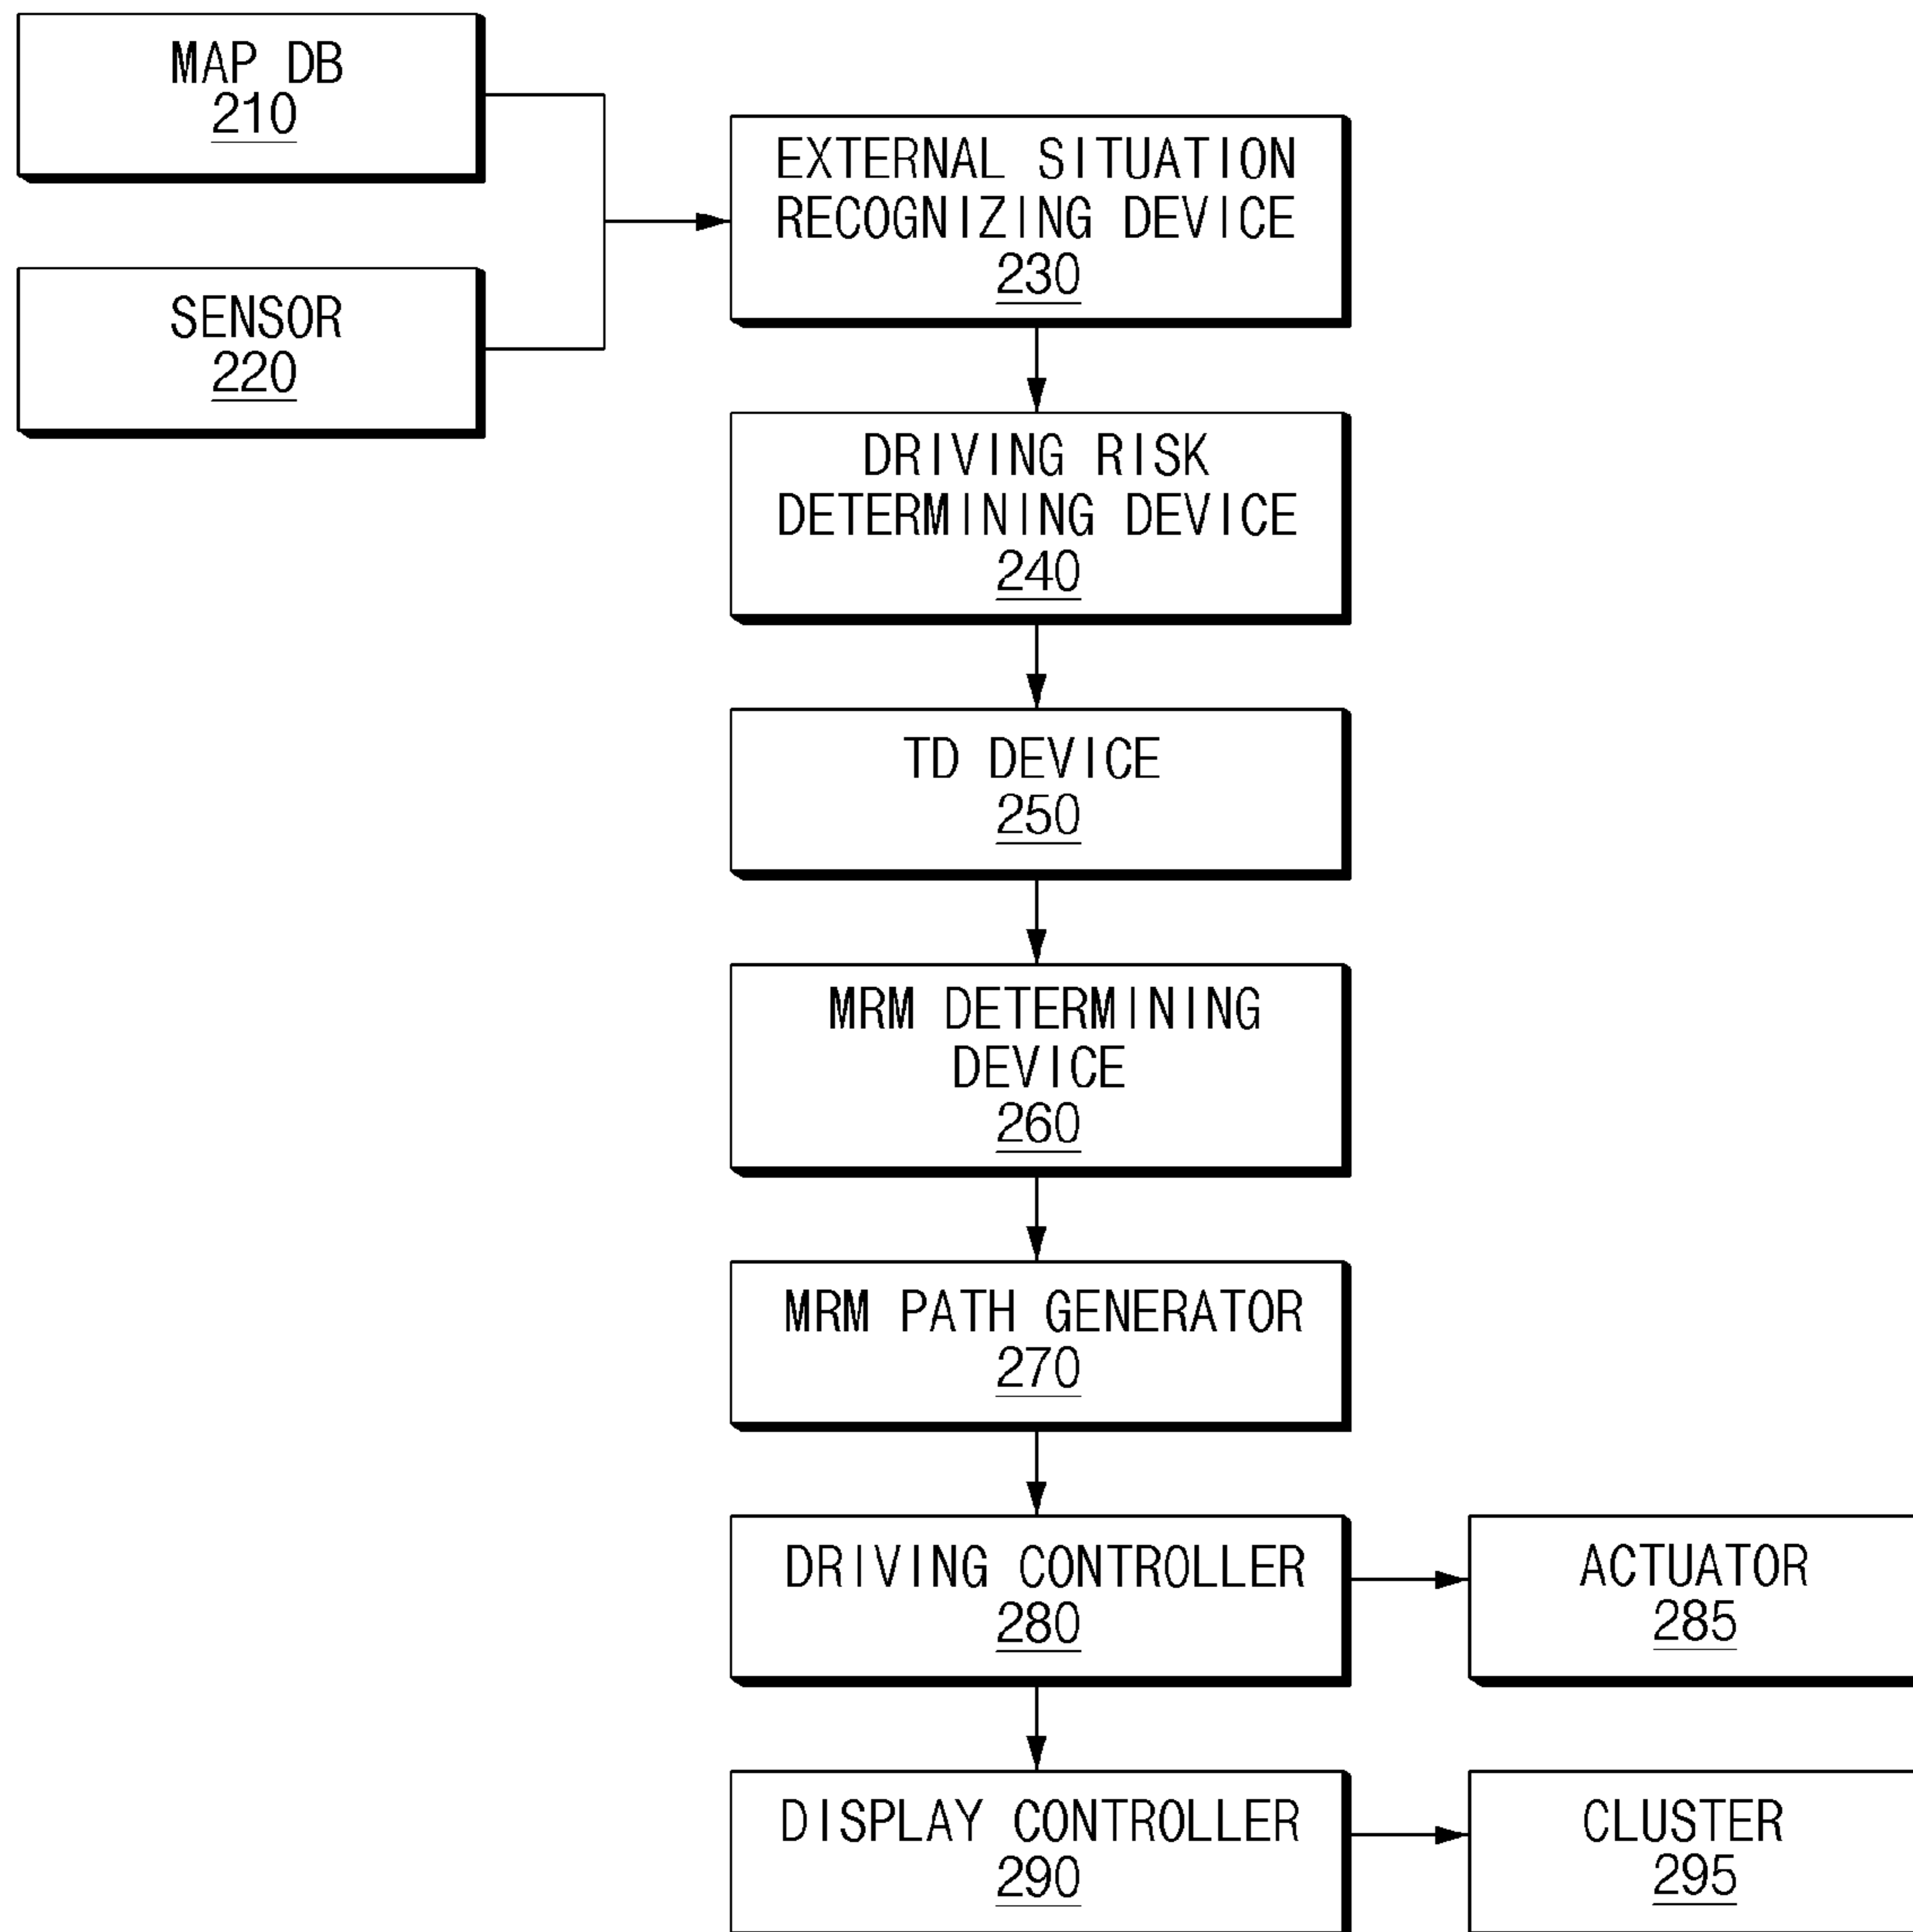 MAP DB
210
SENSOR
220
EXTERNAL SITUATION
RECOGNIZING DEVICE
230
DRIVING RISK
DETERMINING DEVICE
240
TD DEVICE
250
MRM DETERMINING
DEVICE
260
MRM PATH GENERATOR
270
DRIVING CONTROLLER
280
ACTUATOR
285
DISPLAY CONTROLLER
290
CLUSTER
295